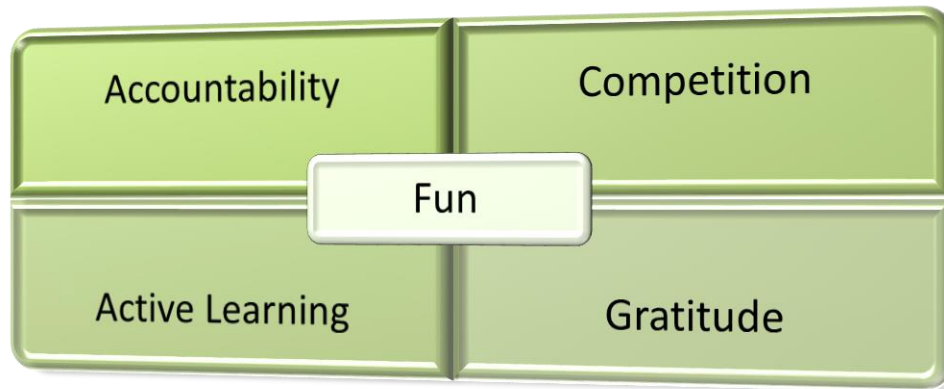 Accountability
Competition
Fun
Active Learning
Gratitude